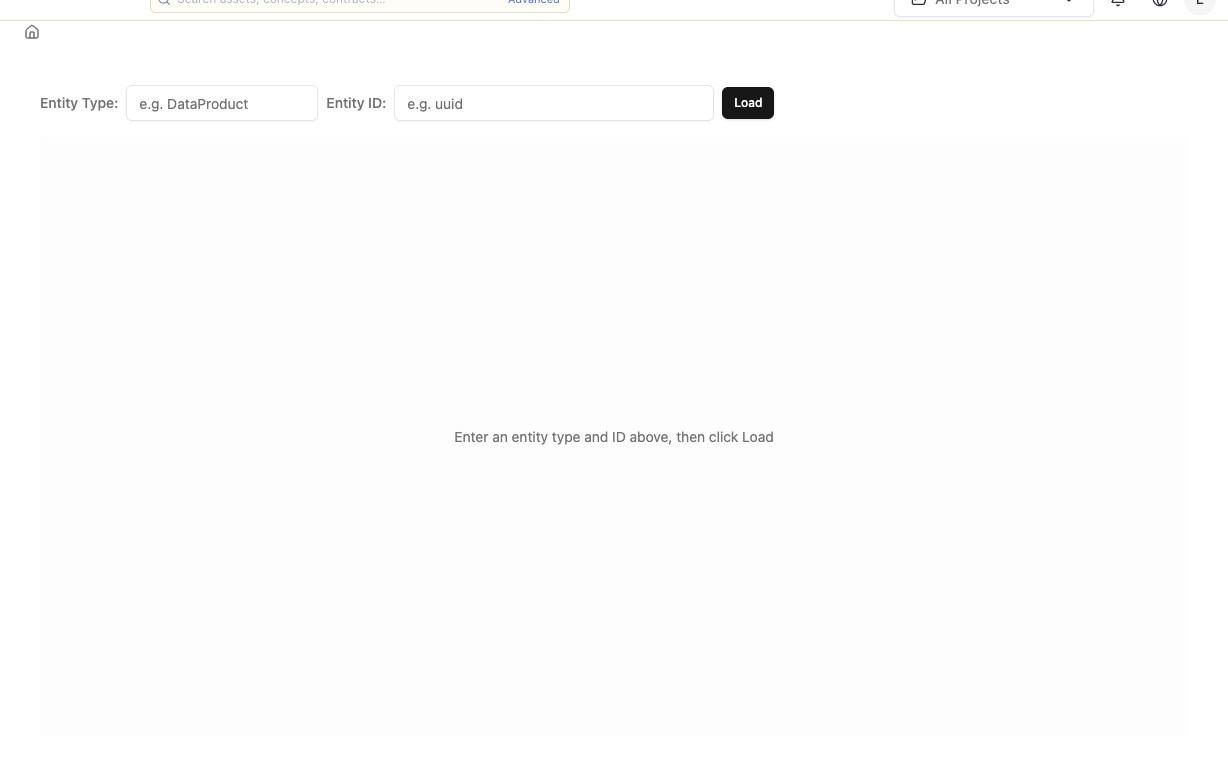 Search assets, concepts, contracts... Advanced All Projects
Entity Type: e.g. DataProduct Entity ID: e.g. uuid Load
Enter an entity type and ID above, then click Load